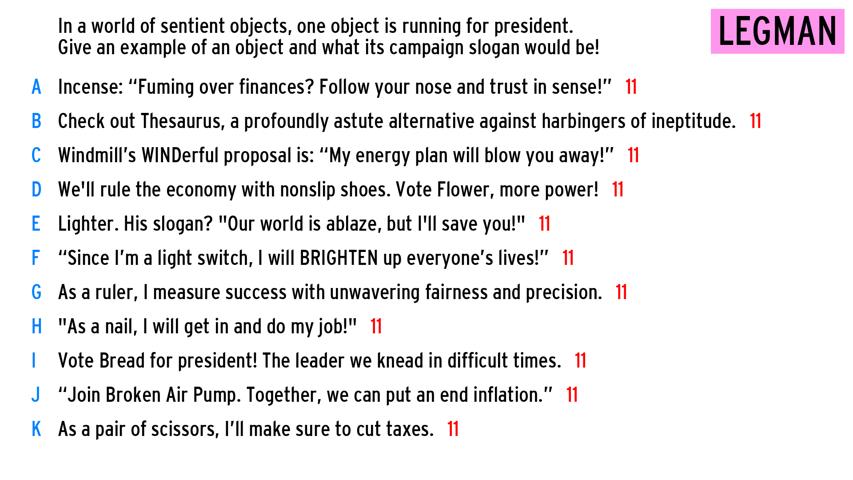 In a world of sentient objects, one object is running for president.
Give an example of an object and what its campaign slogan would be!
LEGMAN
A Incense: “Fuming over finances? Follow your nose and trust in sense!” 11
B Check out Thesaurus, a profoundly astute alternative against harbingers of ineptitude. 11
C Windmill’s WINDerful proposal is: “My energy plan will blow you away!” 11
D We'll rule the economy with nonslip shoes. Vote Flower, more power! 11
E Lighter. His slogan? "Our world is ablaze, but I'll save you!" 11
F “Since I’m a light switch, I will BRIGHTEN up everyone’s lives!” 11
G As a ruler, I measure success with unwavering fairness and precision. 11
H "As a nail, I will get in and do my job!" 11
I Vote Bread for president! The leader we knead in difficult times. 11
J “Join Broken Air Pump. Together, we can put an end inflation.” 11
K As a pair of scissors, I’ll make sure to cut taxes. 11